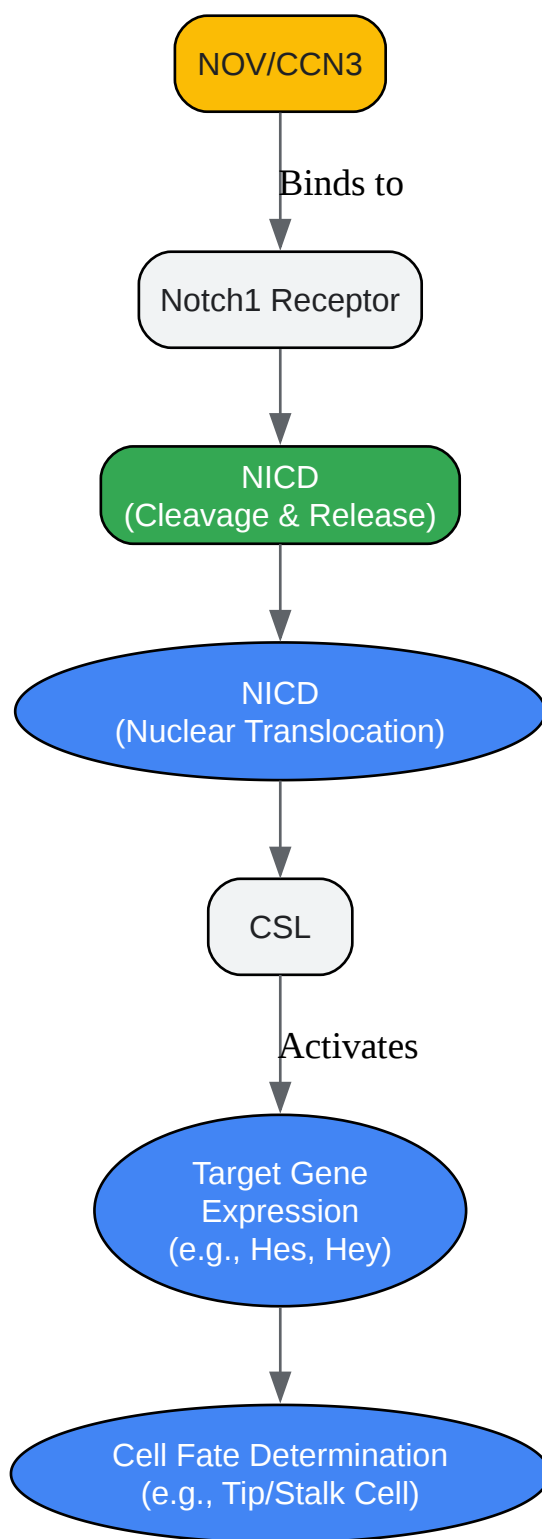 NOV/CCN3
Binds to
Notch1 Receptor
NICD
(Cleavage & Release)
NICD
(Nuclear Translocation)
CSL
Activates
Target Gene
Expression
(e.g., Hes, Hey)
Cell Fate Determination
(e.g., Tip/Stalk Cell)